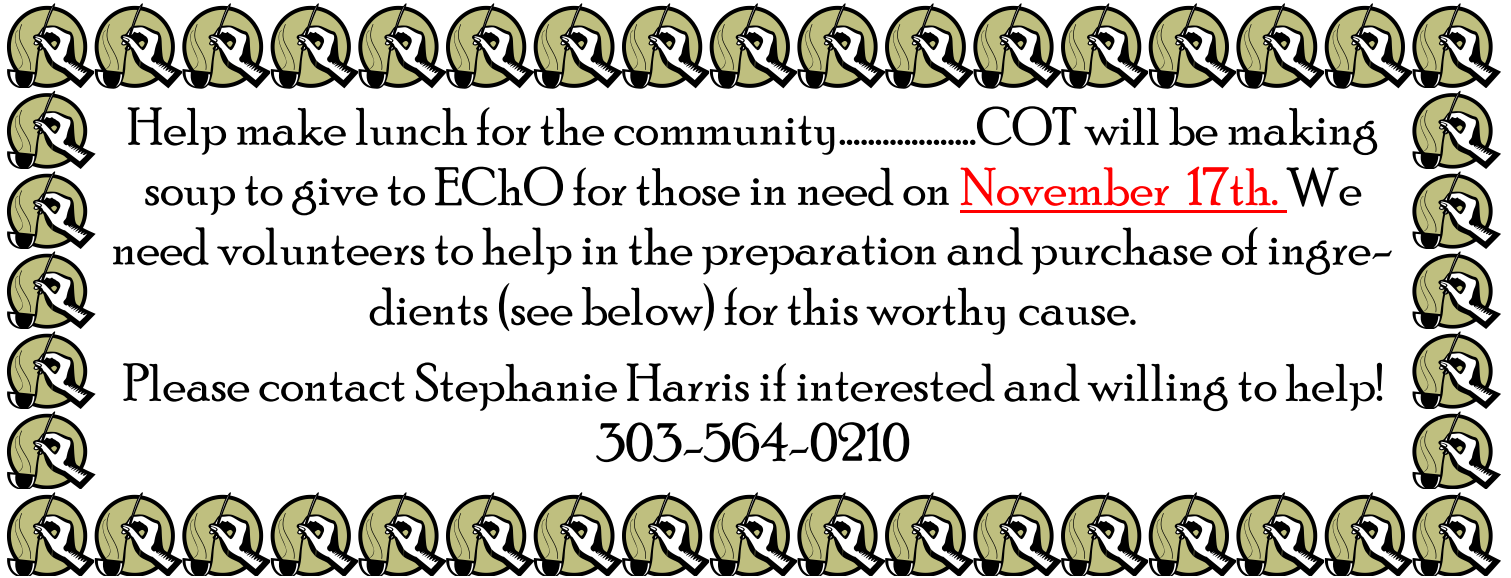 Help make lunch for the community...................COT will be making
soup to give to EChO for those in need on November 17th. We
need volunteers to help in the preparation and purchase of ingre-
dients (see below) for this worthy cause.
Please contact Stephanie Harris if interested and willing to help!
303-564-0210